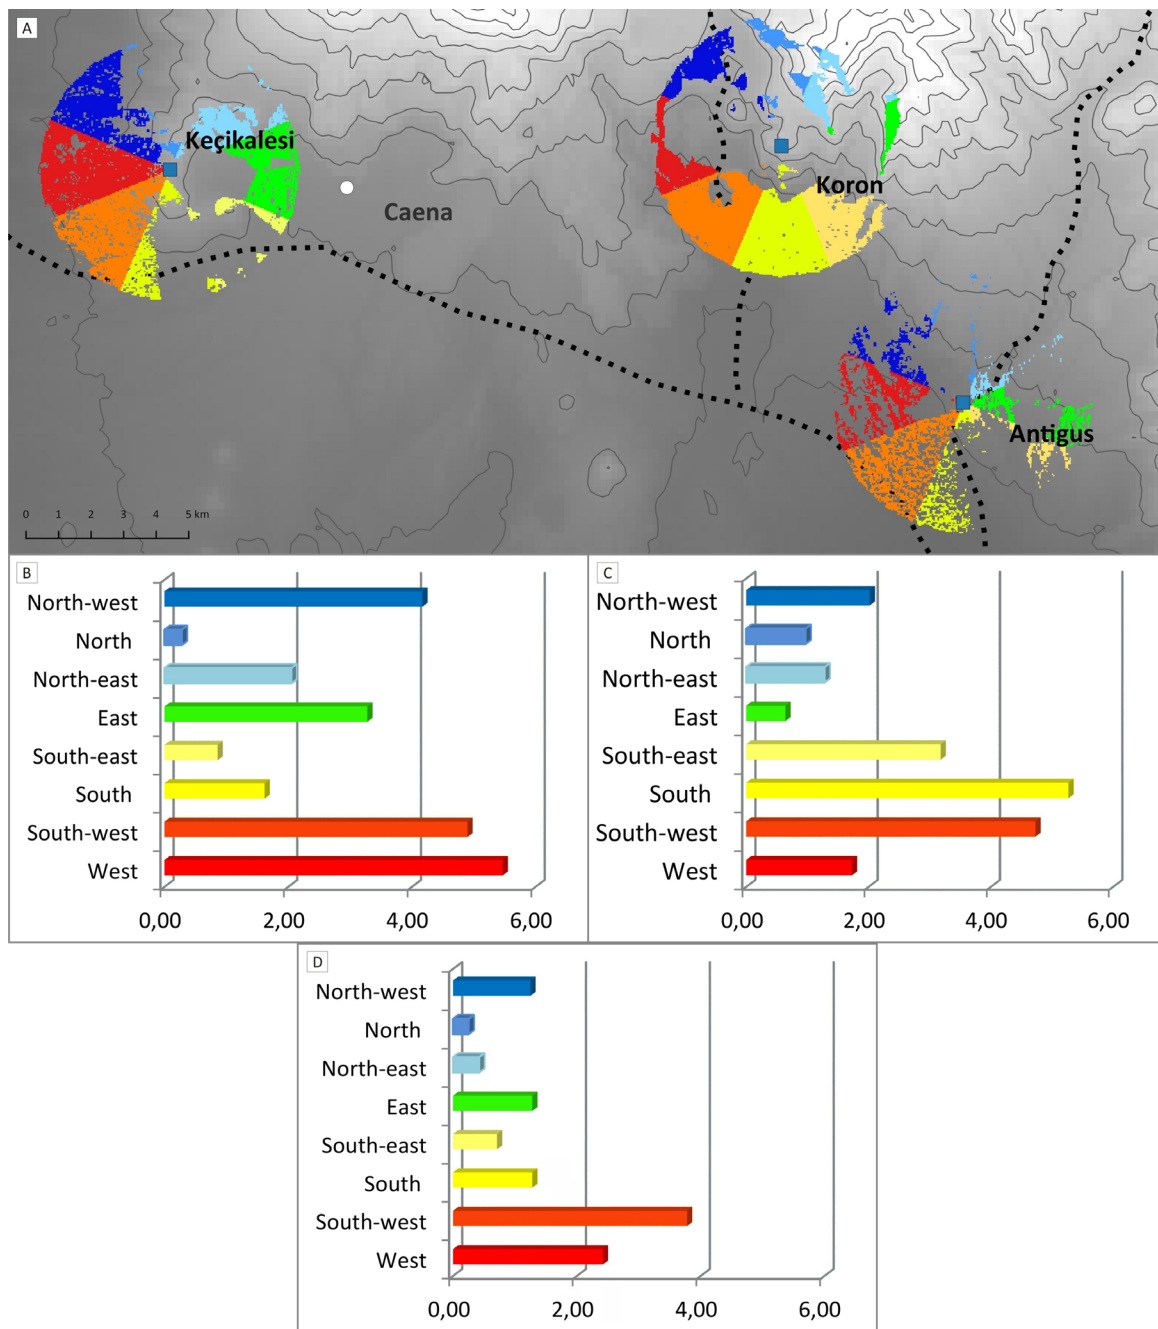 A
Keçikalesi
Caena
Koron
Antigus
0 1 2 3 4 5 km
B
North-west
North
North-east
East
South-east
South
South-west
West
0,00 2,00 4,00 6,00
C
North-west
North
North-east
East
South-east
South
South-west
West
0,00 2,00 4,00 6,00
D
North-west
North
North-east
East
South-east
South
South-west
West
0,00 2,00 4,00 6,00